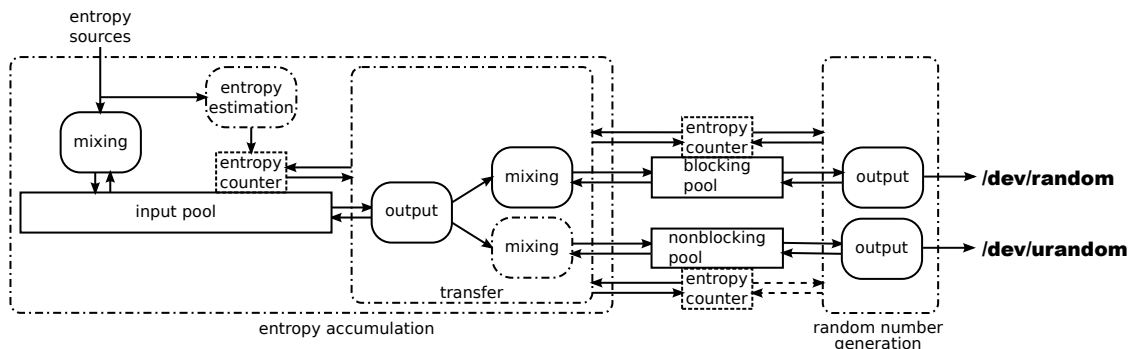 entropy
sources
entropy
estimation
mixing
entropy
counter
input pool
output
mixing
mixing
transfer
entropy accumulation
entropy
counter
blocking
pool
nonblocking
pool
entropy
counter
output
output
random number
generation
/dev/random
/dev/urandom